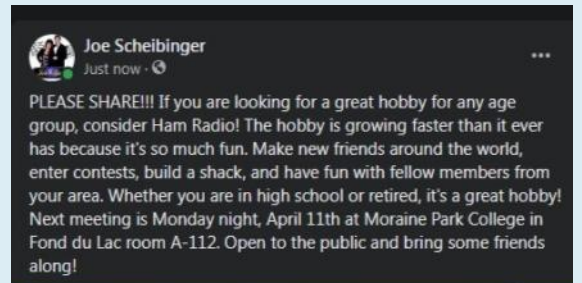 Joe Scheibinger
Just now ·
PLEASE SHARE!!! If you are looking for a great hobby for any age
group, consider Ham Radio! The hobby is growing faster than it ever
has because it's so much fun. Make new friends around the world,
enter contests, build a shack, and have fun with fellow members from
your area. Whether you are in high school or retired, it's a great hobby!
Next meeting is Monday night, April 11th at Moraine Park College in
Fond du Lac room A-112. Open to the public and bring some friends
along!